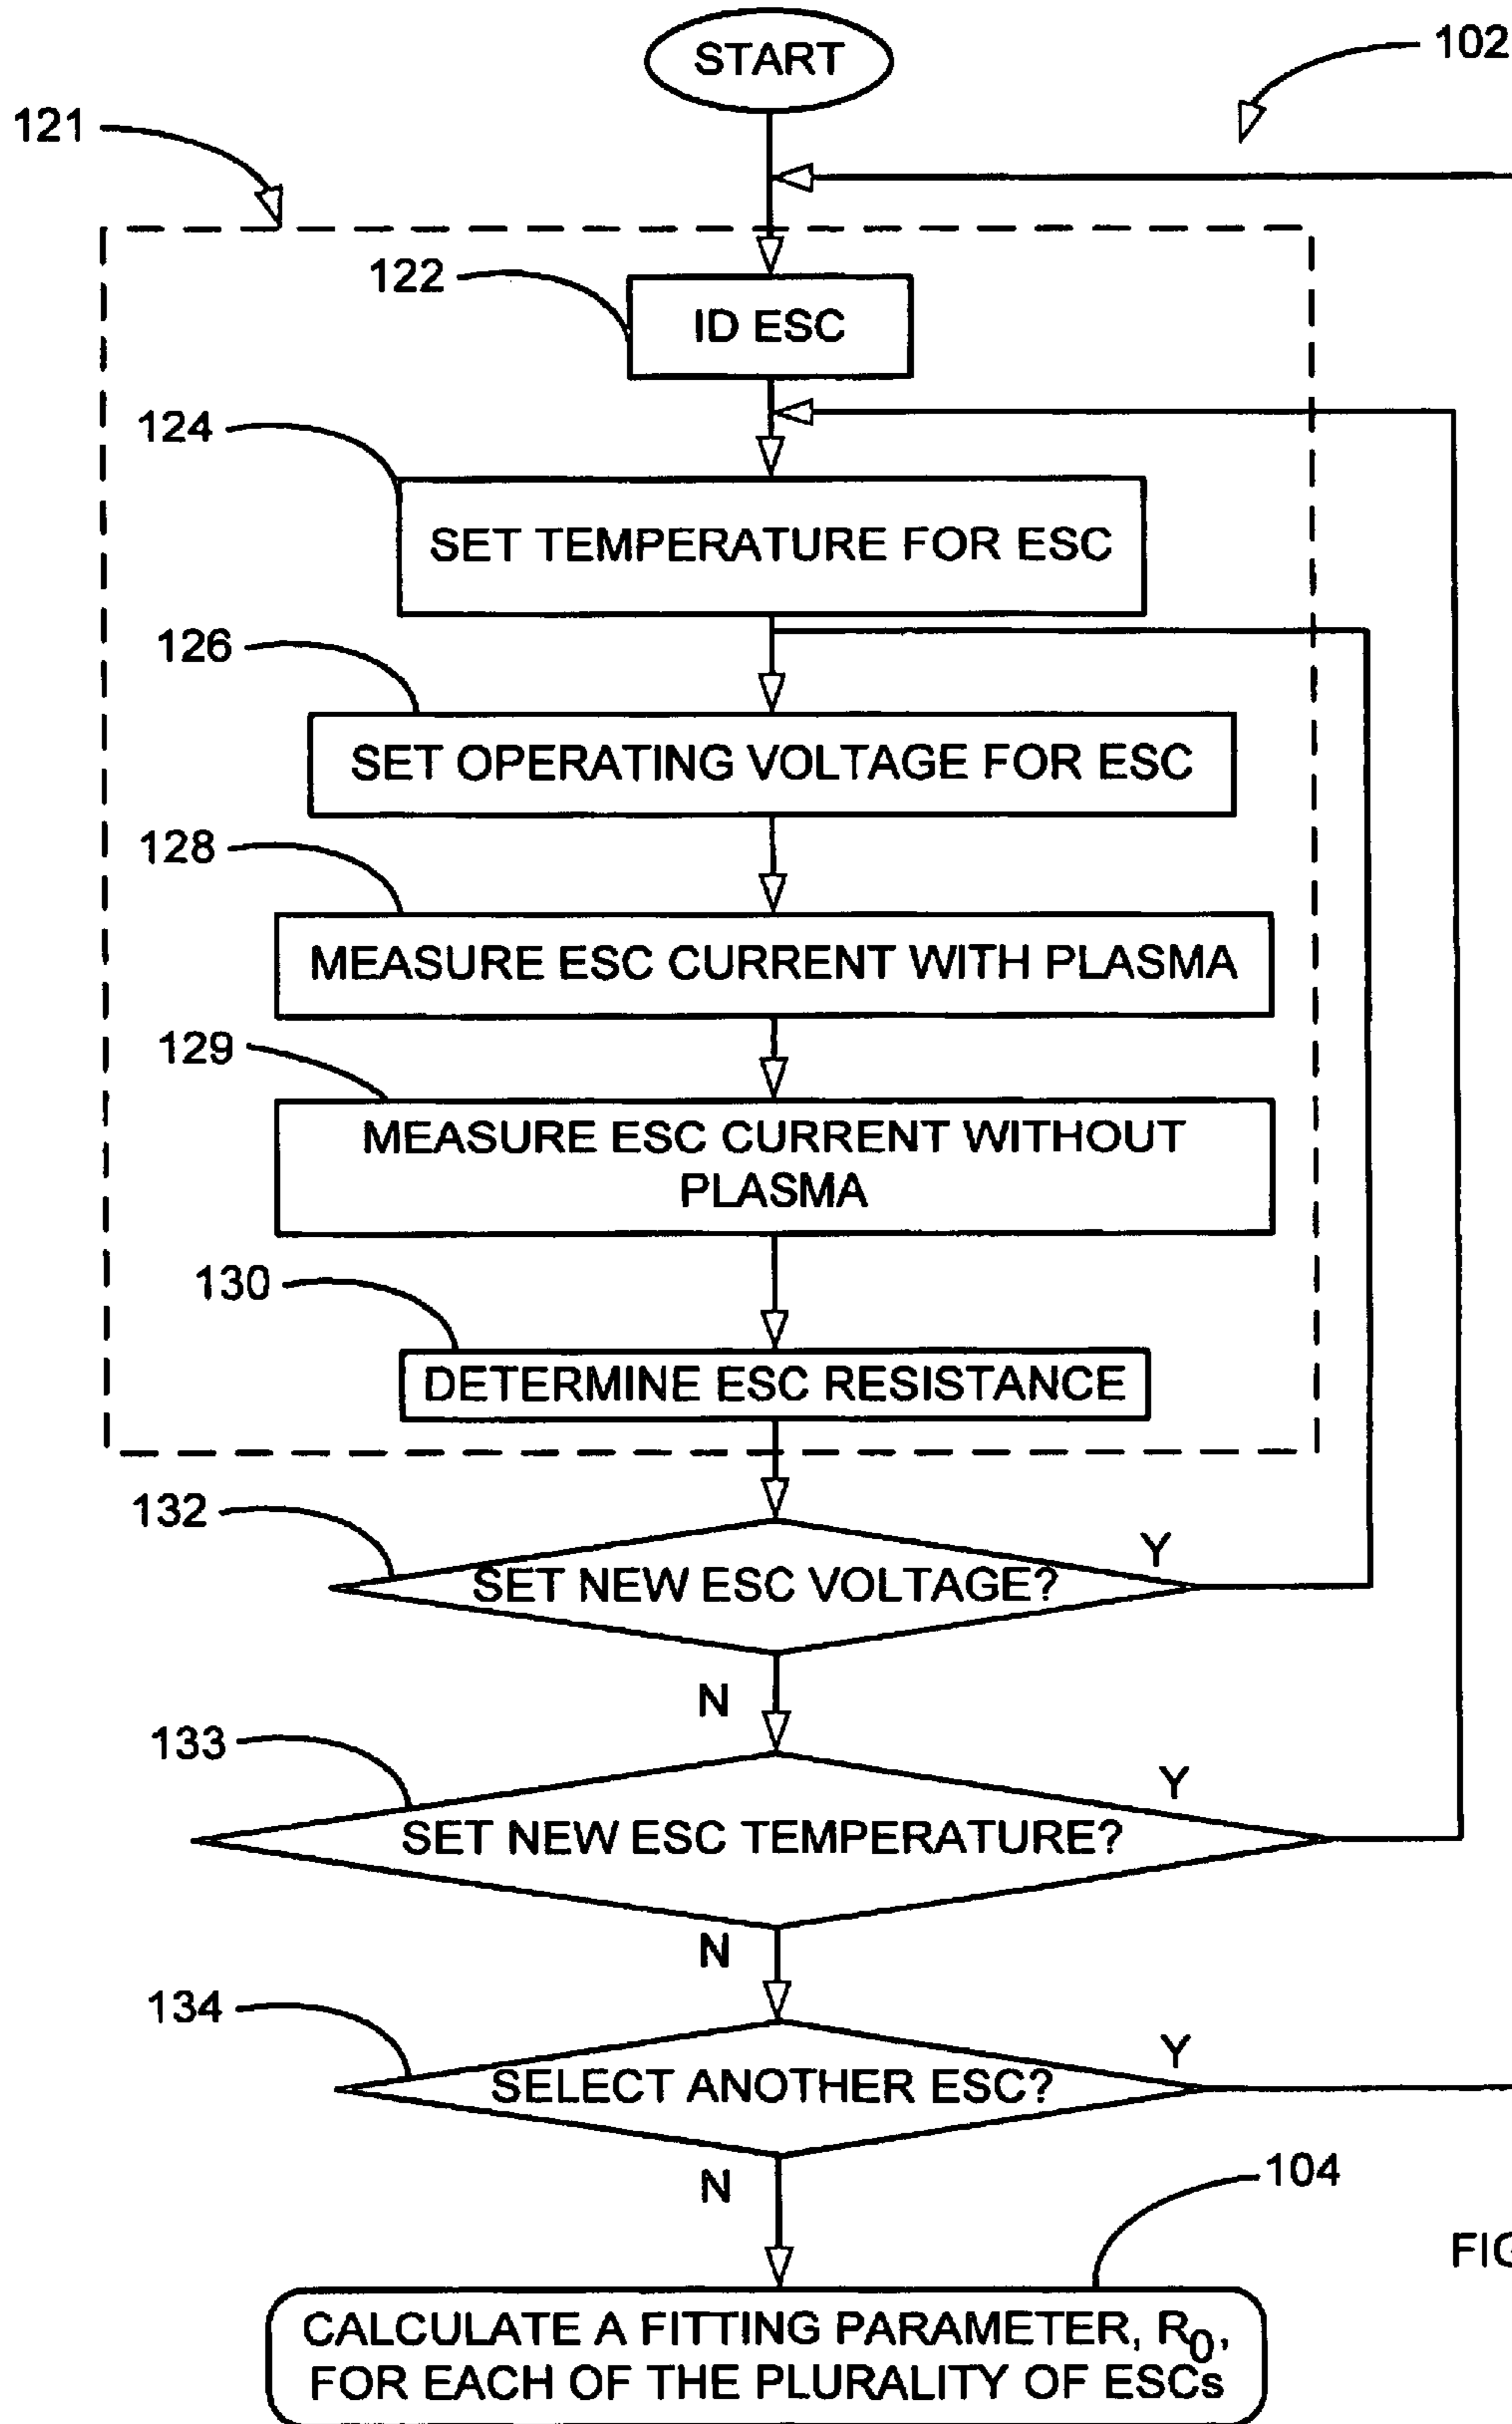 START
102
121
122
ID ESC
124
SET TEMPERATURE FOR ESC
126
SET OPERATING VOLTAGE FOR ESC
128
MEASURE ESC CURRENT WITH PLASMA
129
MEASURE ESC CURRENT WITHOUT
PLASMA
130
DETERMINE ESC RESISTANCE
132
SET NEW ESC VOLTAGE?
Y
N
133
SET NEW ESC TEMPERATURE?
Y
N
134
SELECT ANOTHER ESC?
Y
N
104
FIG
CALCULATE A FITTING PARAMETER, R₀,
FOR EACH OF THE PLURALITY OF ESCs